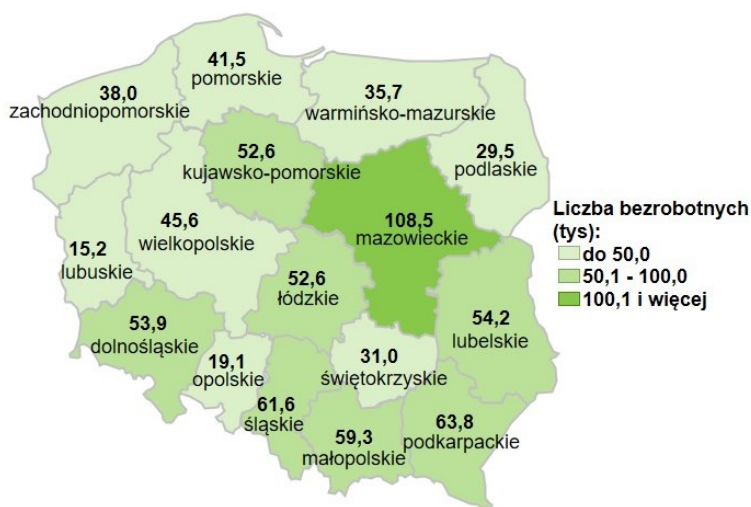 41,5
pomorskie
38,0
zachodniopomorskie
35,7
warmińsko-mazurskie
52,6
kujawsko-pomorskie
29,5
podlaskie
108,5
mazowieckie
45,6
wielkopolskie
15,2
lubuskie
52,6
łódzkie
53,9
dolnośląskie
54,2
lubelskie
19,1
opolskie
31,0
świętokrzyskie
61,6
śląskie
59,3
małopolskie
63,8
podkarpackie
Liczba bezrobotnych
(tys):
do 50,0
50,1 - 100,0
100,1 i więcej